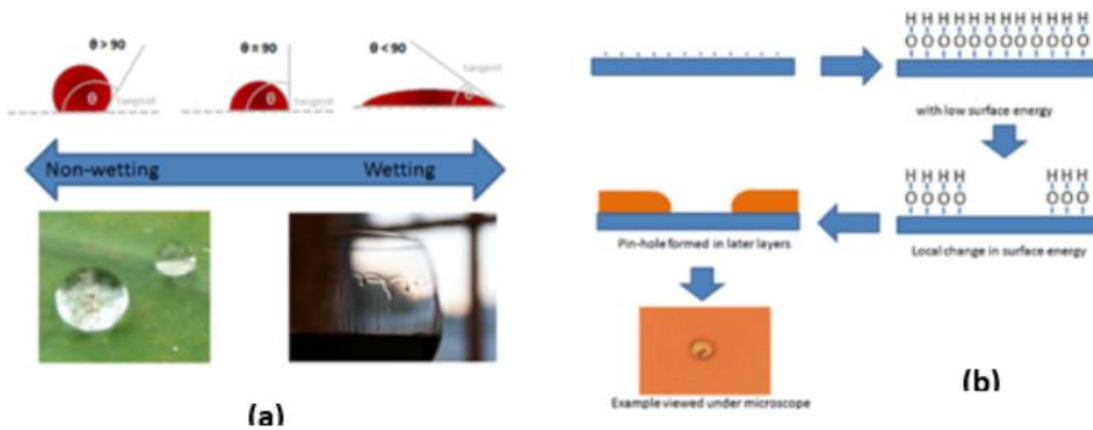 θ > 90
θ = 90
θ < 90
tangent
tangent
tangent
θ
θ
θ
Non-wetting
Wetting
(a)
H H H H H H H H H H H H
O O O O O O O O O O O O
with low surface energy
H H H H
O O O O
H H H
O O O
Local change in surface energy
Pin-hole formed in later layers
Example viewed under microscope
(b)